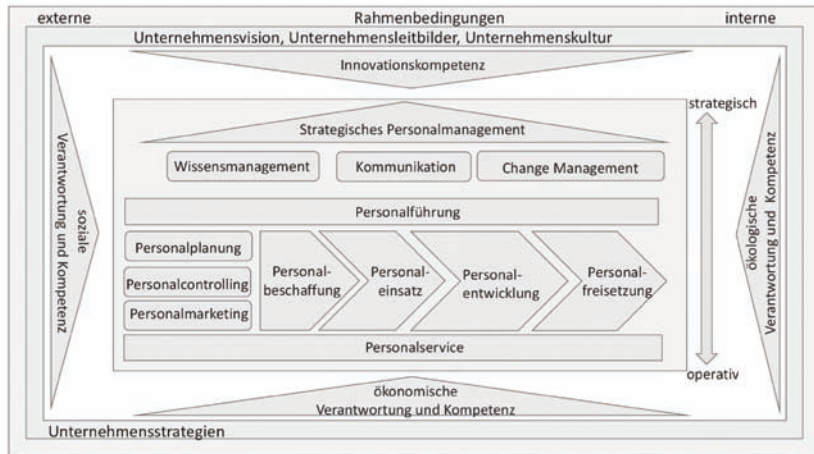 externe Rahmenbedingungen interne
Unternehmensvision, Unternehmensleitbilder, Unternehmenskultur
Innovationskompetenz
strategisch
Strategisches Personalmanagement
Wissensmanagement Kommunikation Change Management
Personalführung
soziale
Verantwortung und Kompetenz
Personalplanung
Personalcontrolling
Personalmarketing
Personal-
beschaffung
Personal-
einsatz
Personal-
entwicklung
Personal-
freisetzung
ökologische
Verantwortung und Kompetenz
Personalservice
operativ
ökonomische
Verantwortung und Kompetenz
Unternehmensstrategien